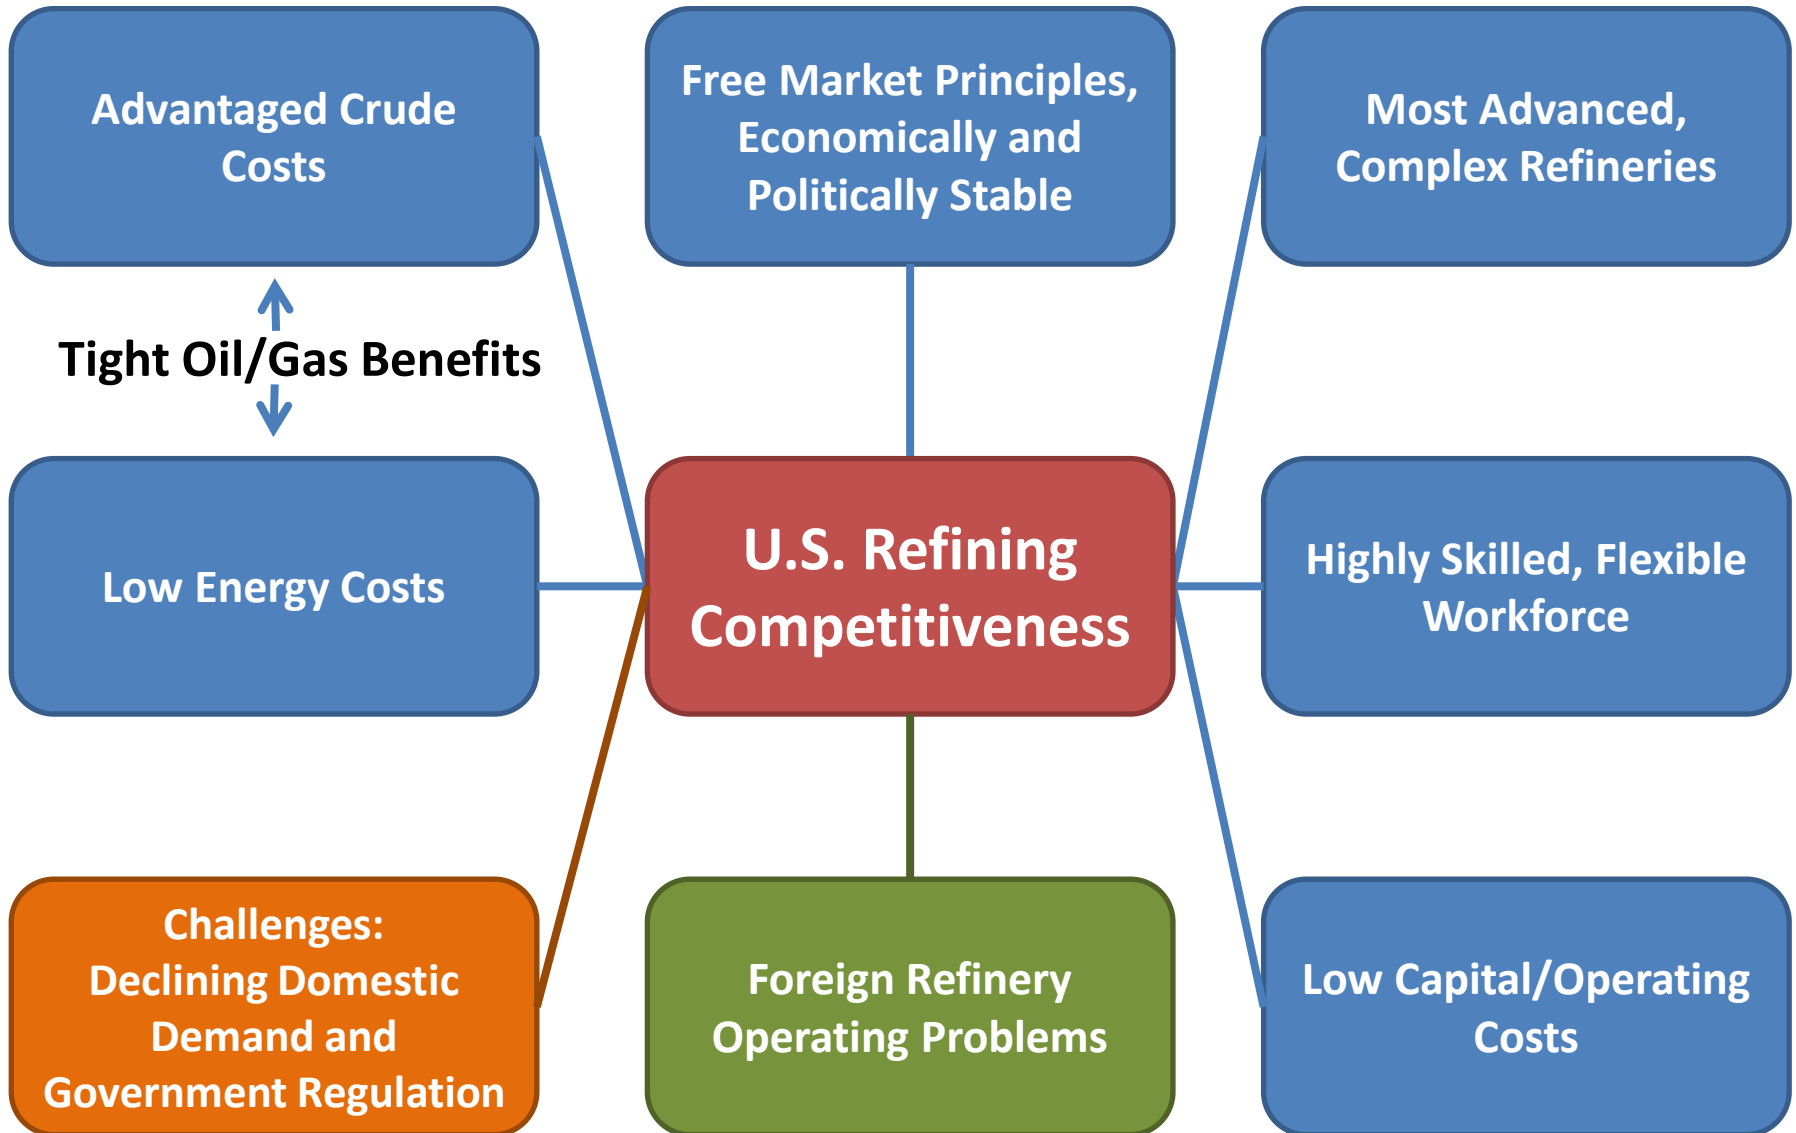 Advantaged Crude
Costs
Free Market Principles,
Economically and
Politically Stable
Most Advanced,
Complex Refineries
Tight Oil/Gas Benefits
Low Energy Costs
U.S. Refining
Competitiveness
Highly Skilled, Flexible
Workforce
Challenges:
Declining Domestic
Demand and
Government Regulation
Foreign Refinery
Operating Problems
Low Capital/Operating
Costs